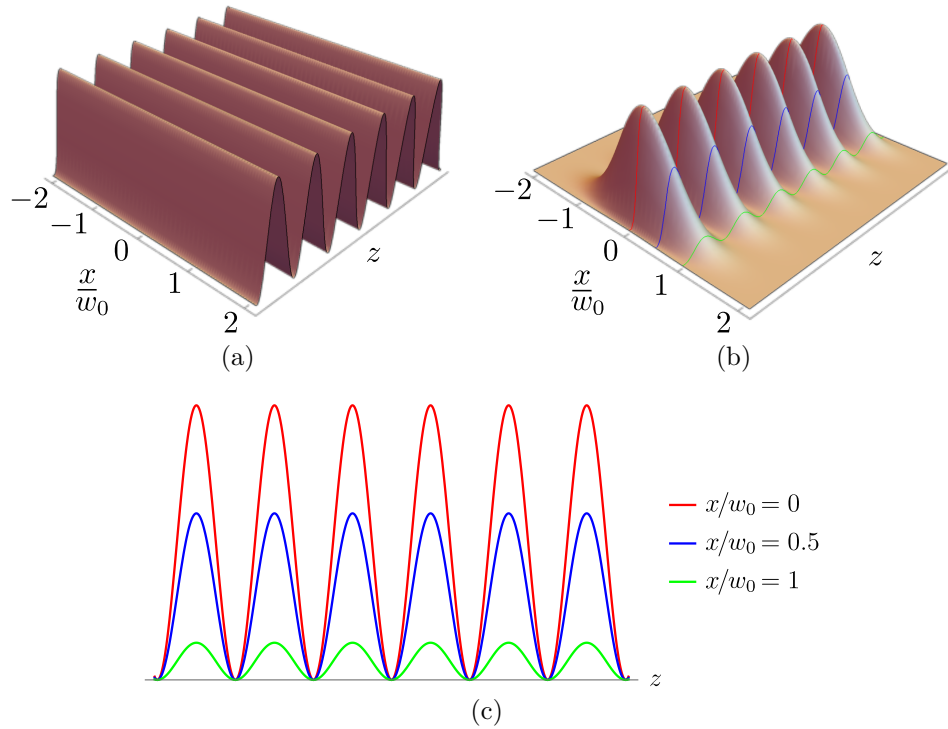 −2
−1
0
1
2
x/w₀
z
(a)
−2
−1
0
1
2
x/w₀
z
(b)
x/w₀ = 0
x/w₀ = 0.5
x/w₀ = 1
z
(c)